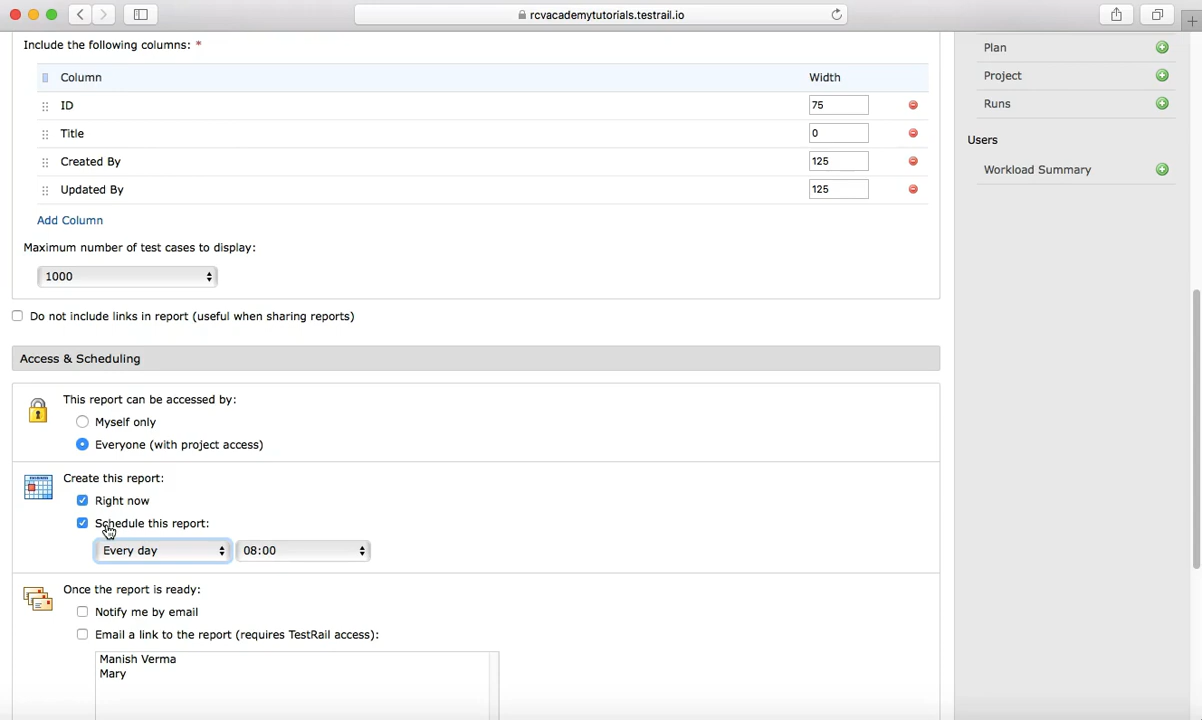 rcvacademytutorials.testrail.io
Include the following columns: *
Column Width
ID 75
Title 0
Created By 125
Updated By 125
Add Column
Maximum number of test cases to display:
1000
Do not include links in report (useful when sharing reports)
Access & Scheduling
This report can be accessed by:
Myself only
Everyone (with project access)
Create this report:
Right now
Schedule this report:
Every day 08:00
Once the report is ready:
Notify me by email
Email a link to the report (requires TestRail access):
Manish Verma
Mary
Plan
Project
Runs
Users
Workload Summary